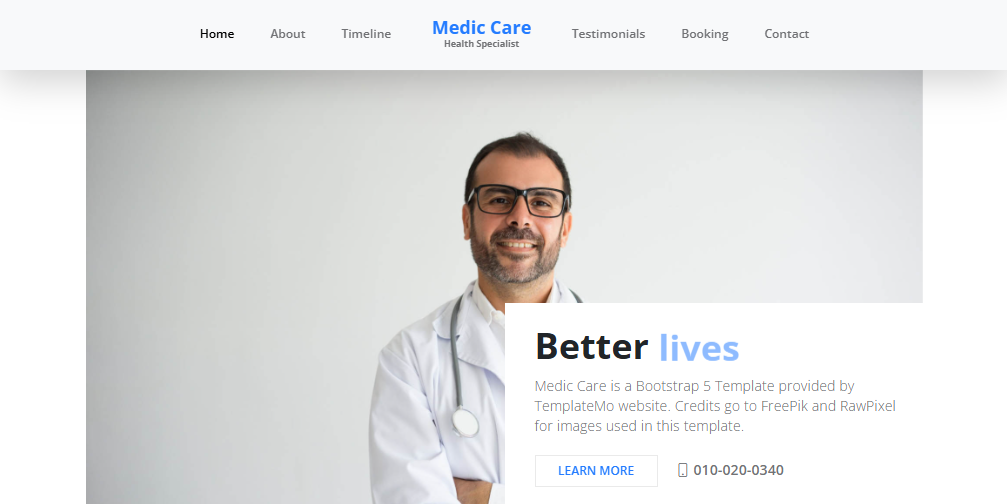 Home
About
Timeline
Medic Care
Health Specialist
Testimonials
Booking
Contact
Better lives
Medic Care is a Bootstrap 5 Template provided by
TemplateMo website. Credits go to FreePik and RawPixel
for images used in this template.
LEARN MORE
010-020-0340